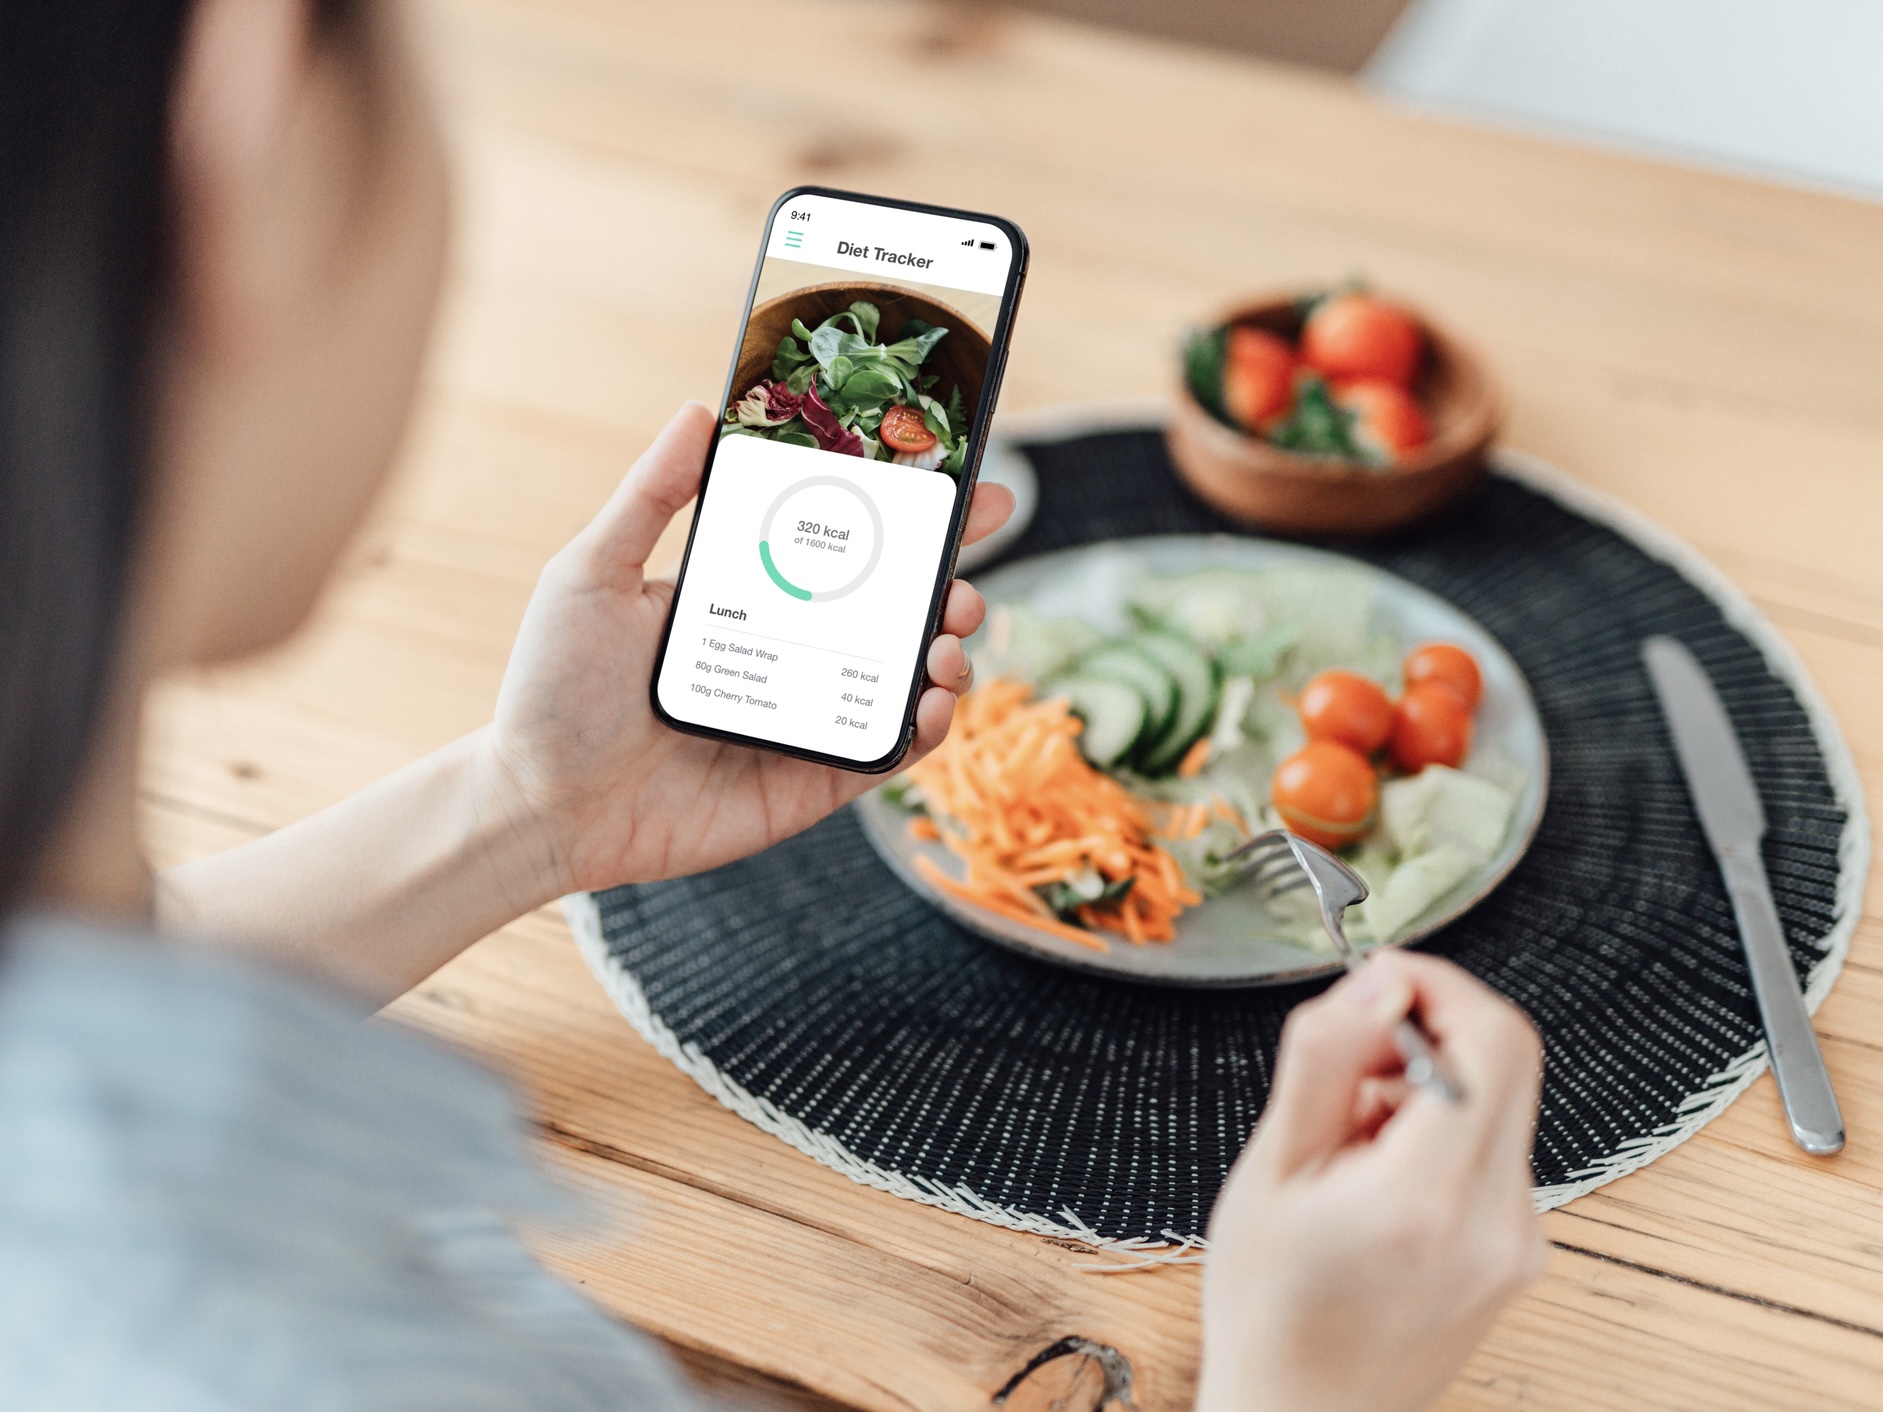 9:41
Diet Tracker
320 kcal
of 1600 kcal
Lunch
1 Egg Salad Wrap 260 kcal
80g Green Salad 40 kcal
100g Cherry Tomato 20 kcal